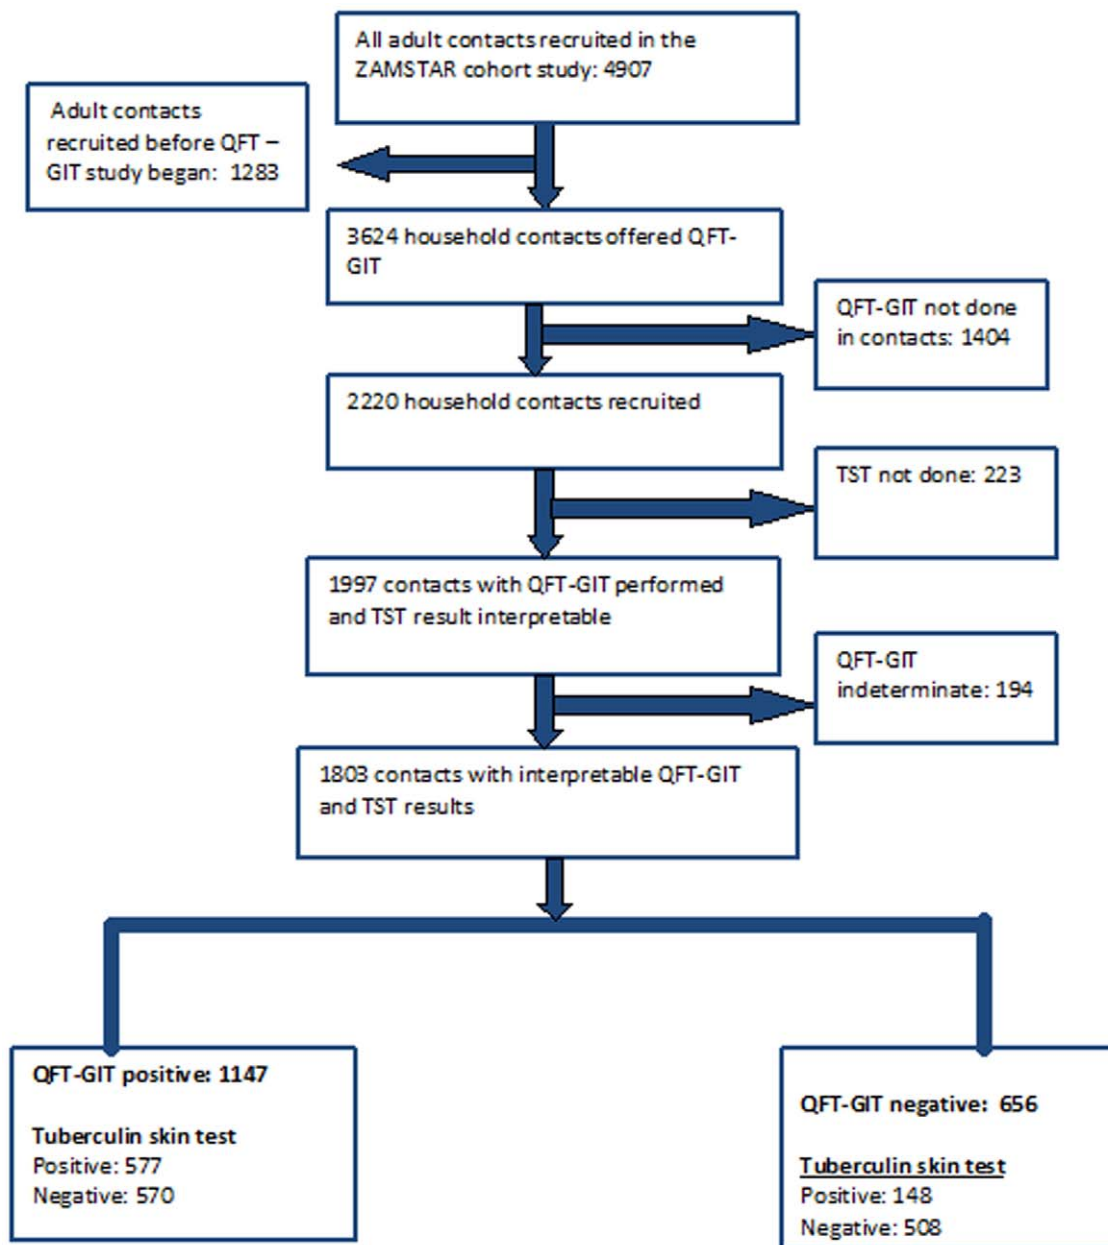 All adult contacts recruited in the
ZAMSTAR cohort study: 4907
Adult contacts
recruited before QFT –
GIT study began: 1283
3624 household contacts offered QFT-
GIT
QFT-GIT not done
in contacts: 1404
2220 household contacts recruited
TST not done: 223
1997 contacts with QFT-GIT performed
and TST result interpretable
QFT-GIT
indeterminate: 194
1803 contacts with interpretable QFT-GIT
and TST results
QFT-GIT positive: 1147
Tuberculin skin test
Positive: 577
Negative: 570
QFT-GIT negative: 656
Tuberculin skin test
Positive: 148
Negative: 508